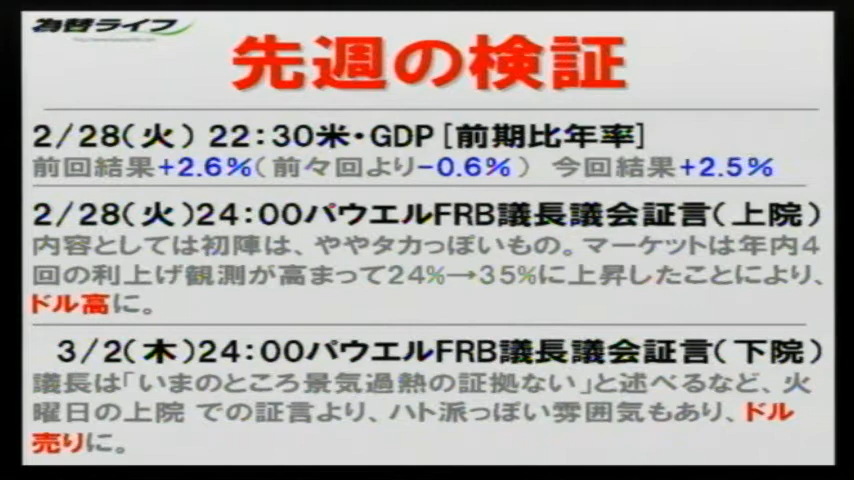 為替ライフ
先週の検証
2/28(火) 22:30米・GDP[前期比年率]
前回結果+2.6%(前々回より-0.6%) 今回結果+2.5%
2/28(火)24:00パウエルFRB議長議会証言(上院)
内容としては初陣は、ややタカっぽいもの。マーケットは年内4
回の利上げ観測が高まって24%→35%に上昇したことにより、
ドル高に。
3/2(木)24:00パウエルFRB議長議会証言(下院)
議長は「いまのところ景気過熱の証拠ない」と述べるなど、火
曜日の上院 での証言より、ハト派っぽい雰囲気もあり、ドル
売りに。